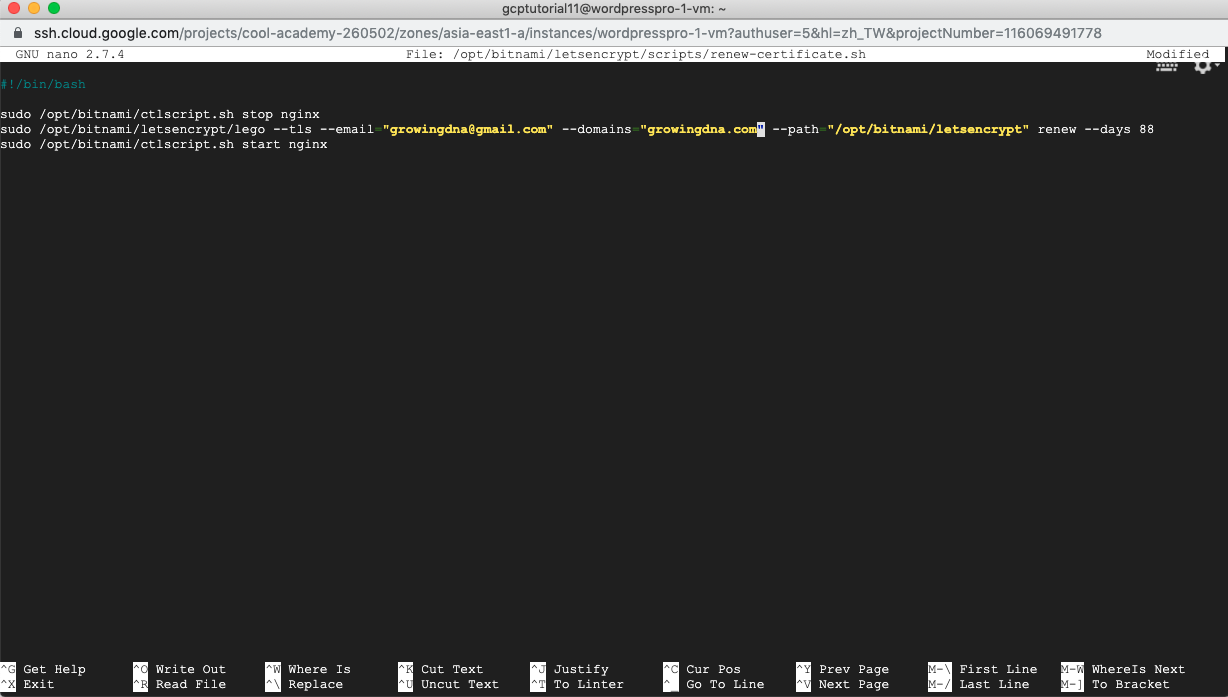 gcptutorial11@wordpresspro-1-vm: ~
ssh.cloud.google.com/projects/cool-academy-260502/zones/asia-east1-a/instances/wordpresspro-1-vm?authuser=5&hl=zh_TW&projectNumber=116069491778
GNU nano 2.7.4 File: /opt/bitnami/letsencrypt/scripts/renew-certificate.sh Modified
#!/bin/bash
sudo /opt/bitnami/ctlscript.sh stop nginx
sudo /opt/bitnami/letsencrypt/lego --tls --email="growingdna@gmail.com" --domains="growingdna.com" --path="/opt/bitnami/letsencrypt" renew --days 88
sudo /opt/bitnami/ctlscript.sh start nginx
^G Get Help ^O Write Out ^W Where Is ^K Cut Text ^J Justify ^C Cur Pos ^Y Prev Page M-\ First Line M-W WhereIs Next
^X Exit ^R Read File ^\ Replace ^U Uncut Text ^T To Linter ^_ Go To Line ^V Next Page M-/ Last Line M-] To Bracket